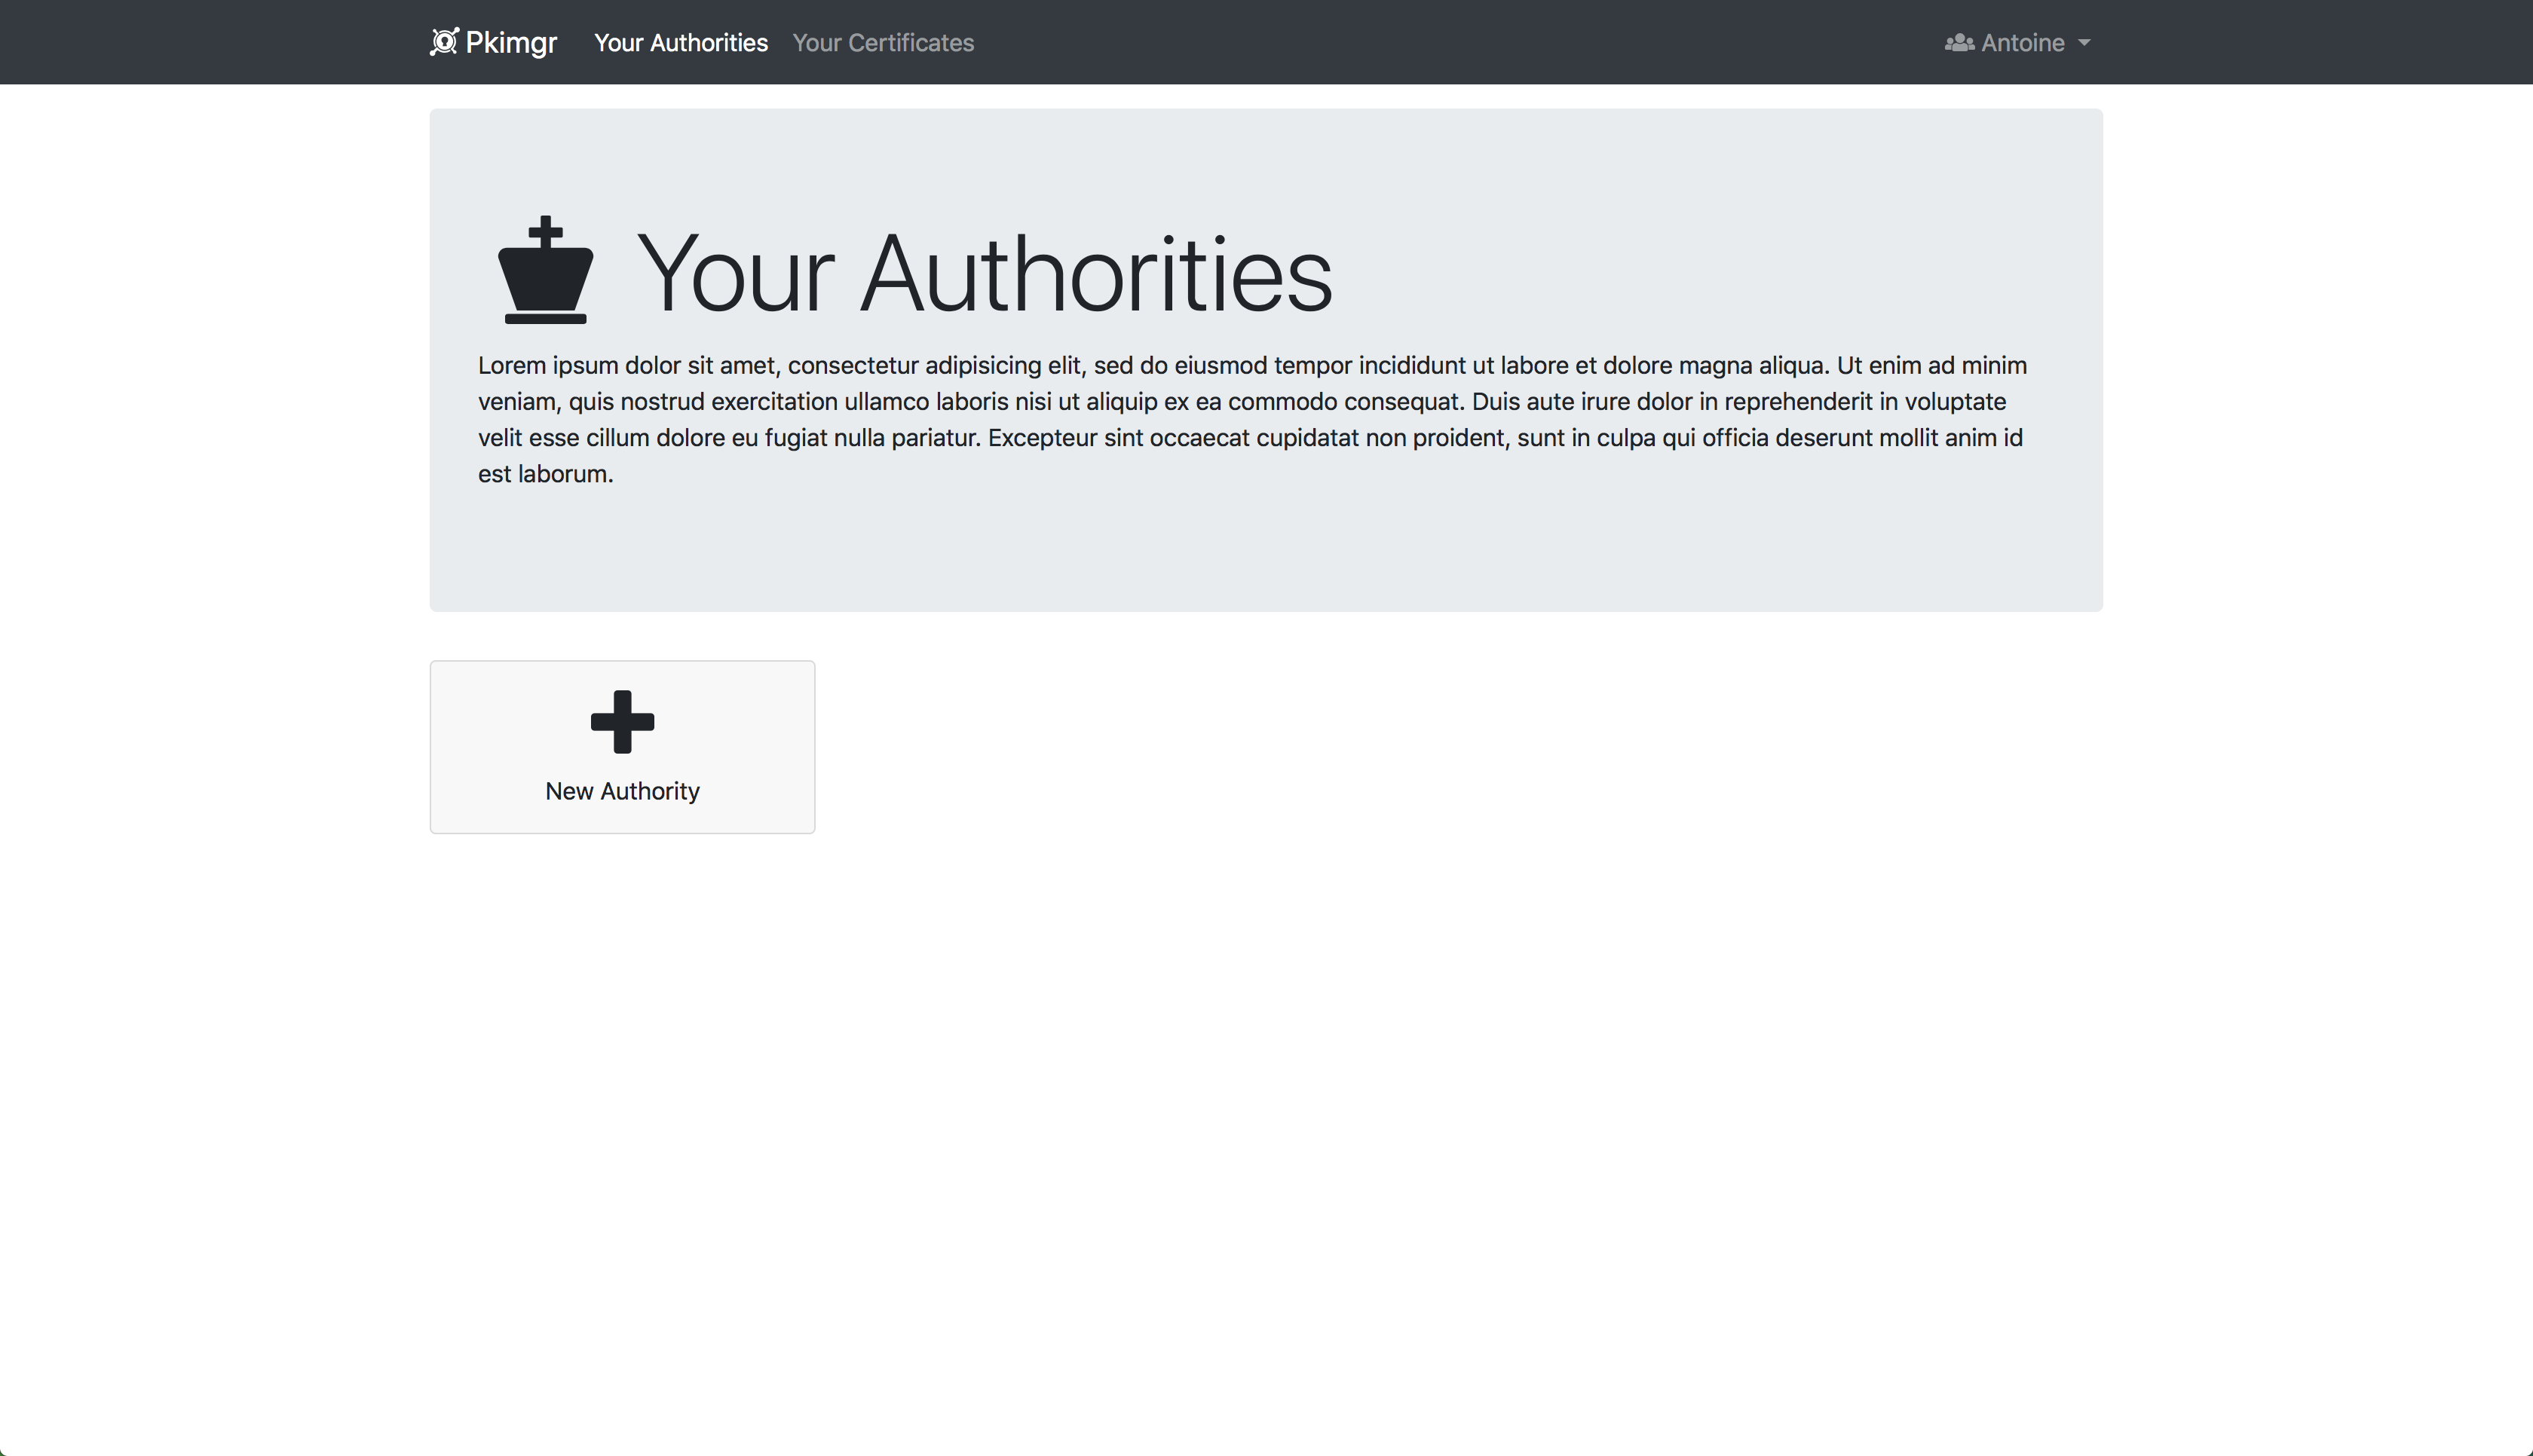 Pkimgr Your Authorities Your Certificates Antoine
Your Authorities
Lorem ipsum dolor sit amet, consectetur adipisicing elit, sed do eiusmod tempor incididunt ut labore et dolore magna aliqua. Ut enim ad minim
veniam, quis nostrud exercitation ullamco laboris nisi ut aliquip ex ea commodo consequat. Duis aute irure dolor in reprehenderit in voluptate
velit esse cillum dolore eu fugiat nulla pariatur. Excepteur sint occaecat cupidatat non proident, sunt in culpa qui officia deserunt mollit anim id
est laborum.
New Authority